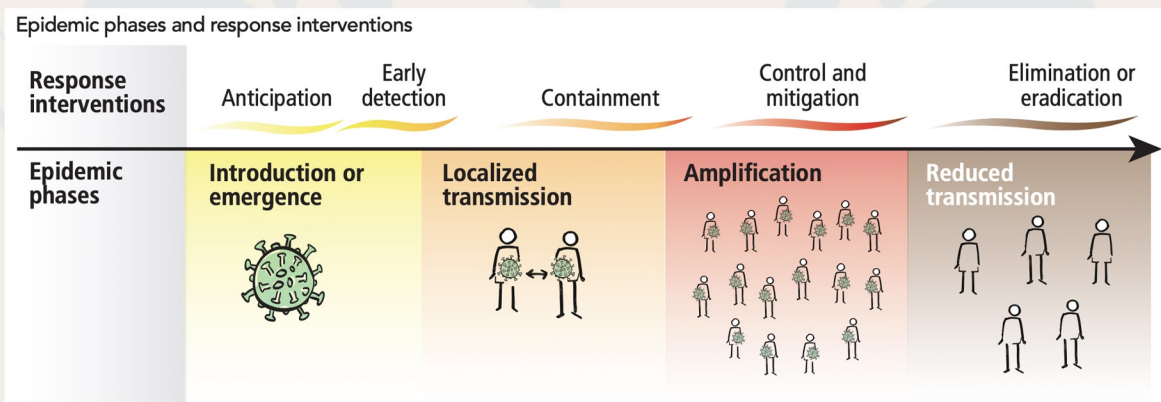 Epidemic phases and response interventions
Response
interventions
Anticipation
Early
detection
Containment
Control and
mitigation
Elimination or
eradication
Epidemic
phases
Introduction or
emergence
Localized
transmission
Amplification
Reduced
transmission